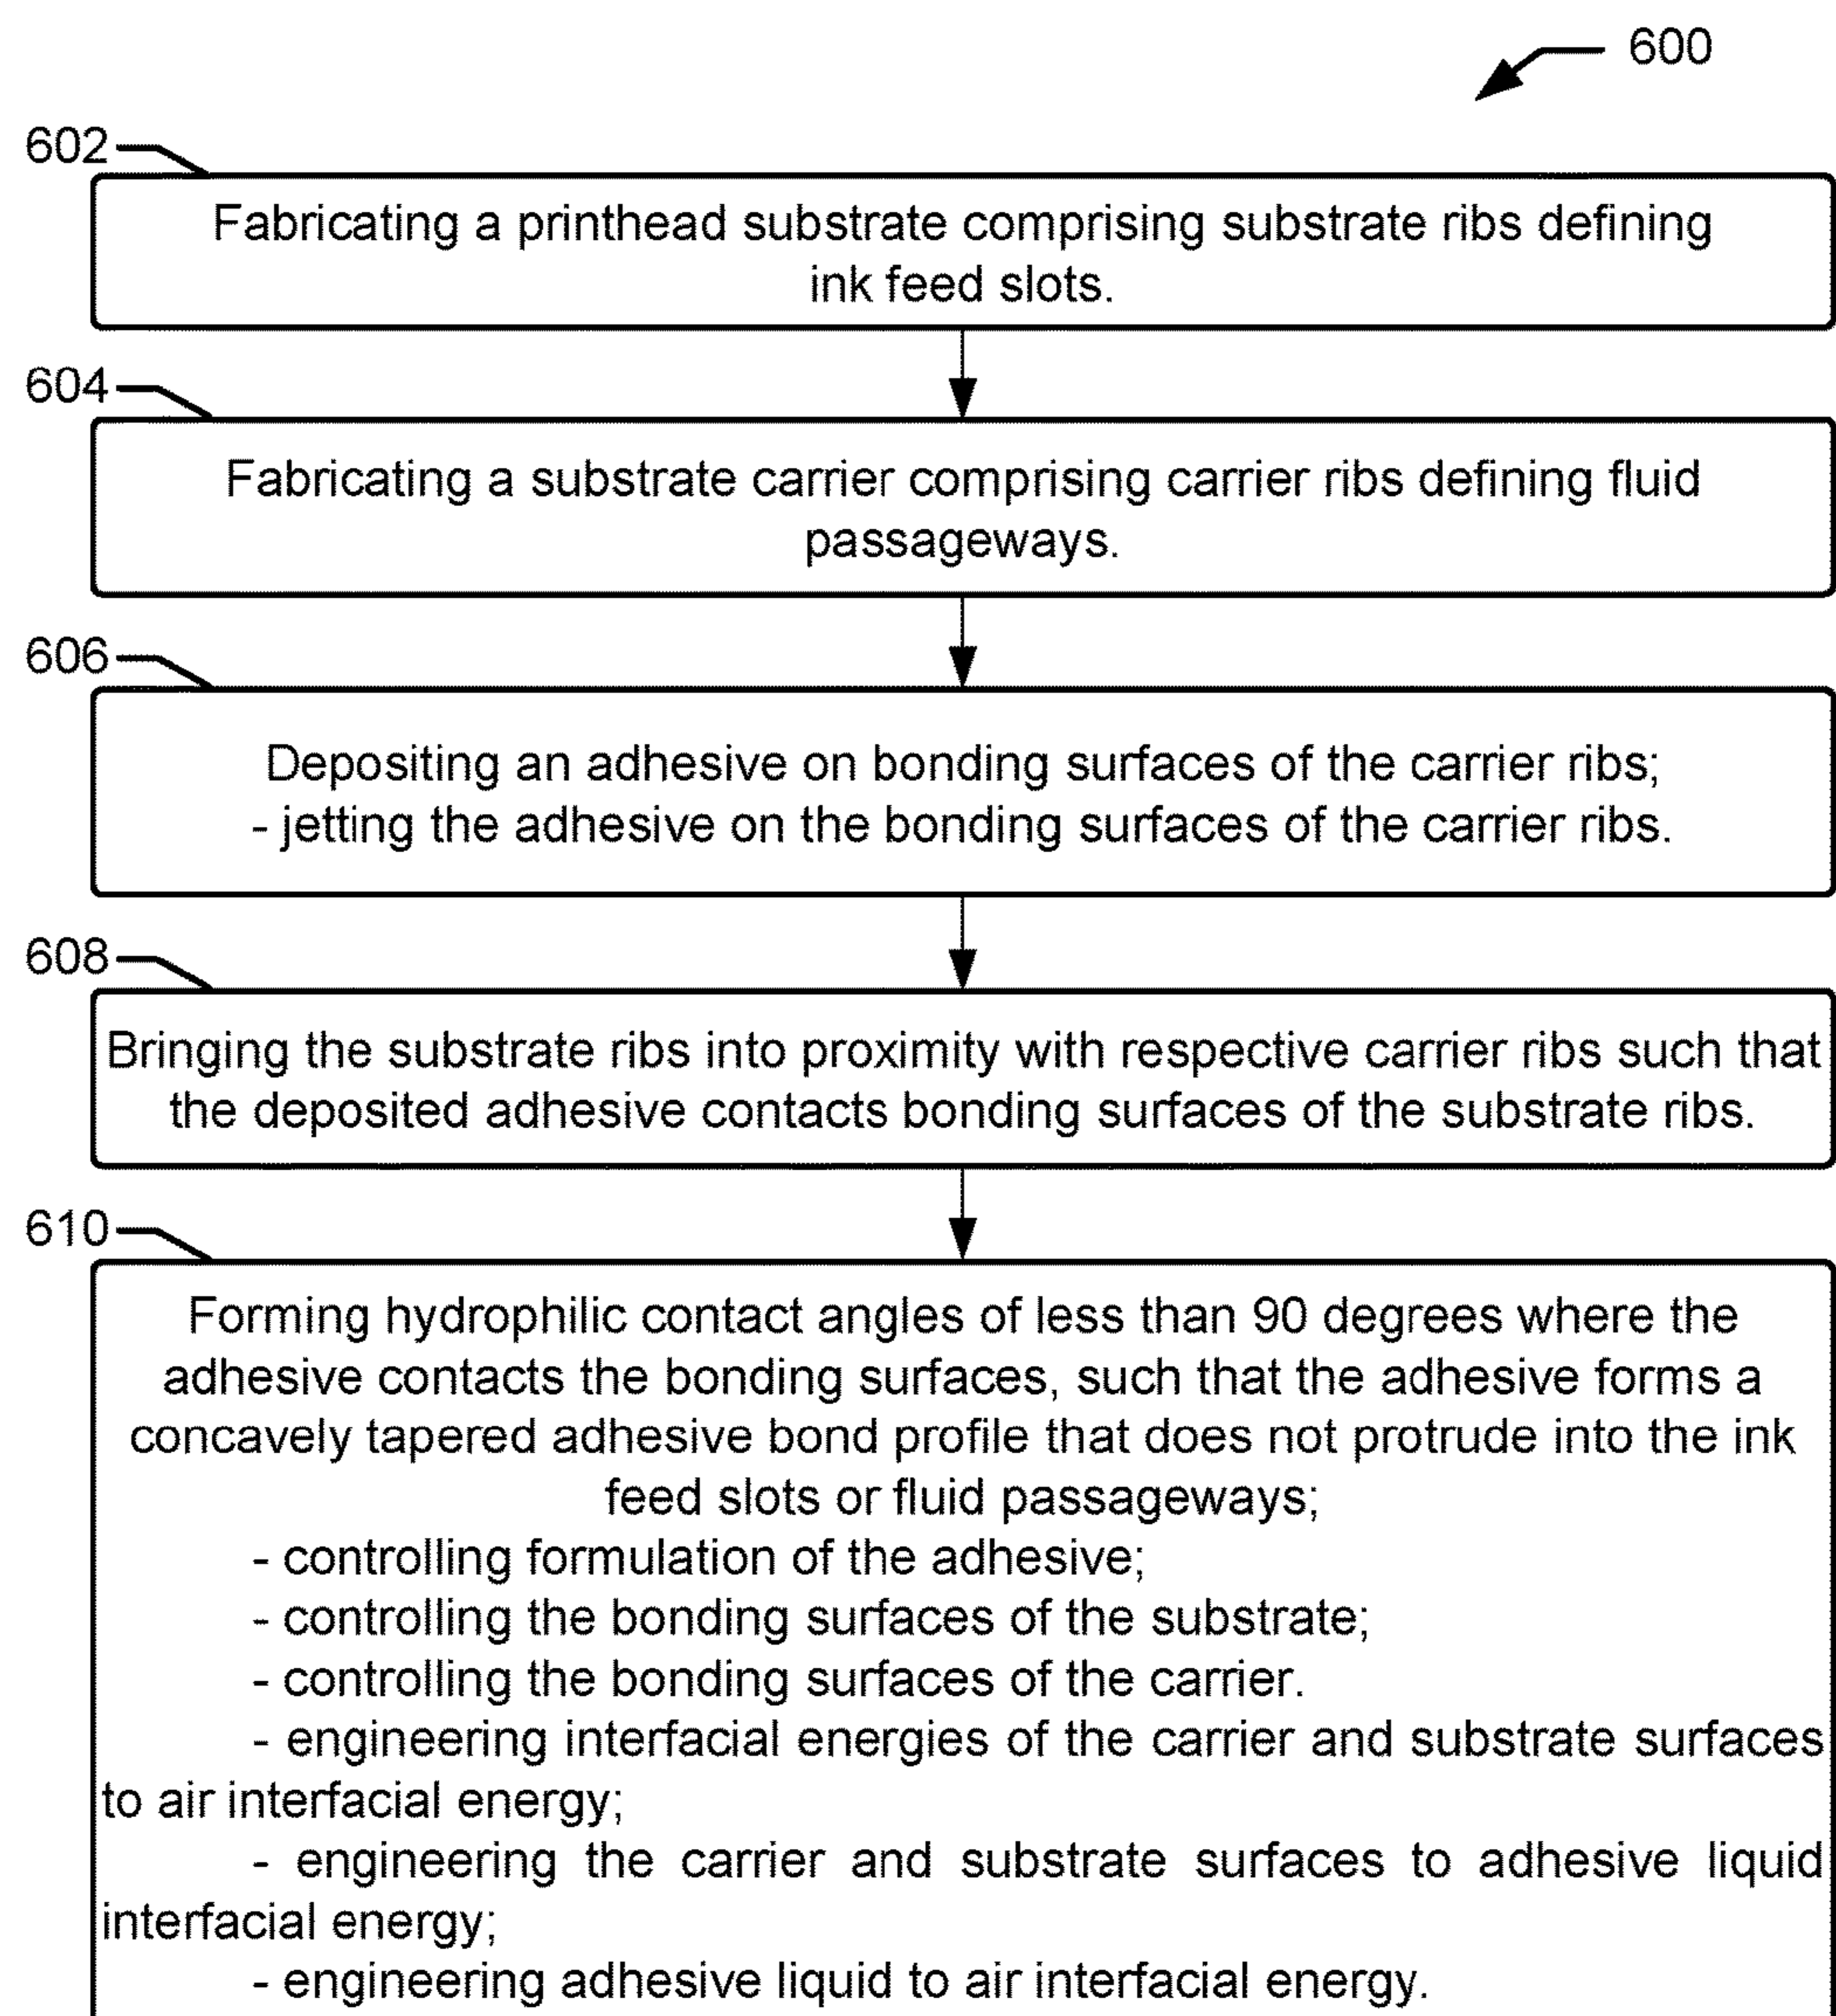 600
602
Fabricating a printhead substrate comprising substrate ribs defining
ink feed slots.
604
Fabricating a substrate carrier comprising carrier ribs defining fluid
passageways.
606
Depositing an adhesive on bonding surfaces of the carrier ribs;
- jetting the adhesive on the bonding surfaces of the carrier ribs.
608
Bringing the substrate ribs into proximity with respective carrier ribs such that
the deposited adhesive contacts bonding surfaces of the substrate ribs.
610
Forming hydrophilic contact angles of less than 90 degrees where the
adhesive contacts the bonding surfaces, such that the adhesive forms a
concavely tapered adhesive bond profile that does not protrude into the ink
feed slots or fluid passageways;
- controlling formulation of the adhesive;
- controlling the bonding surfaces of the substrate;
- controlling the bonding surfaces of the carrier.
- engineering interfacial energies of the carrier and substrate surfaces
to air interfacial energy;
- engineering the carrier and substrate surfaces to adhesive liquid
interfacial energy;
- engineering adhesive liquid to air interfacial energy.